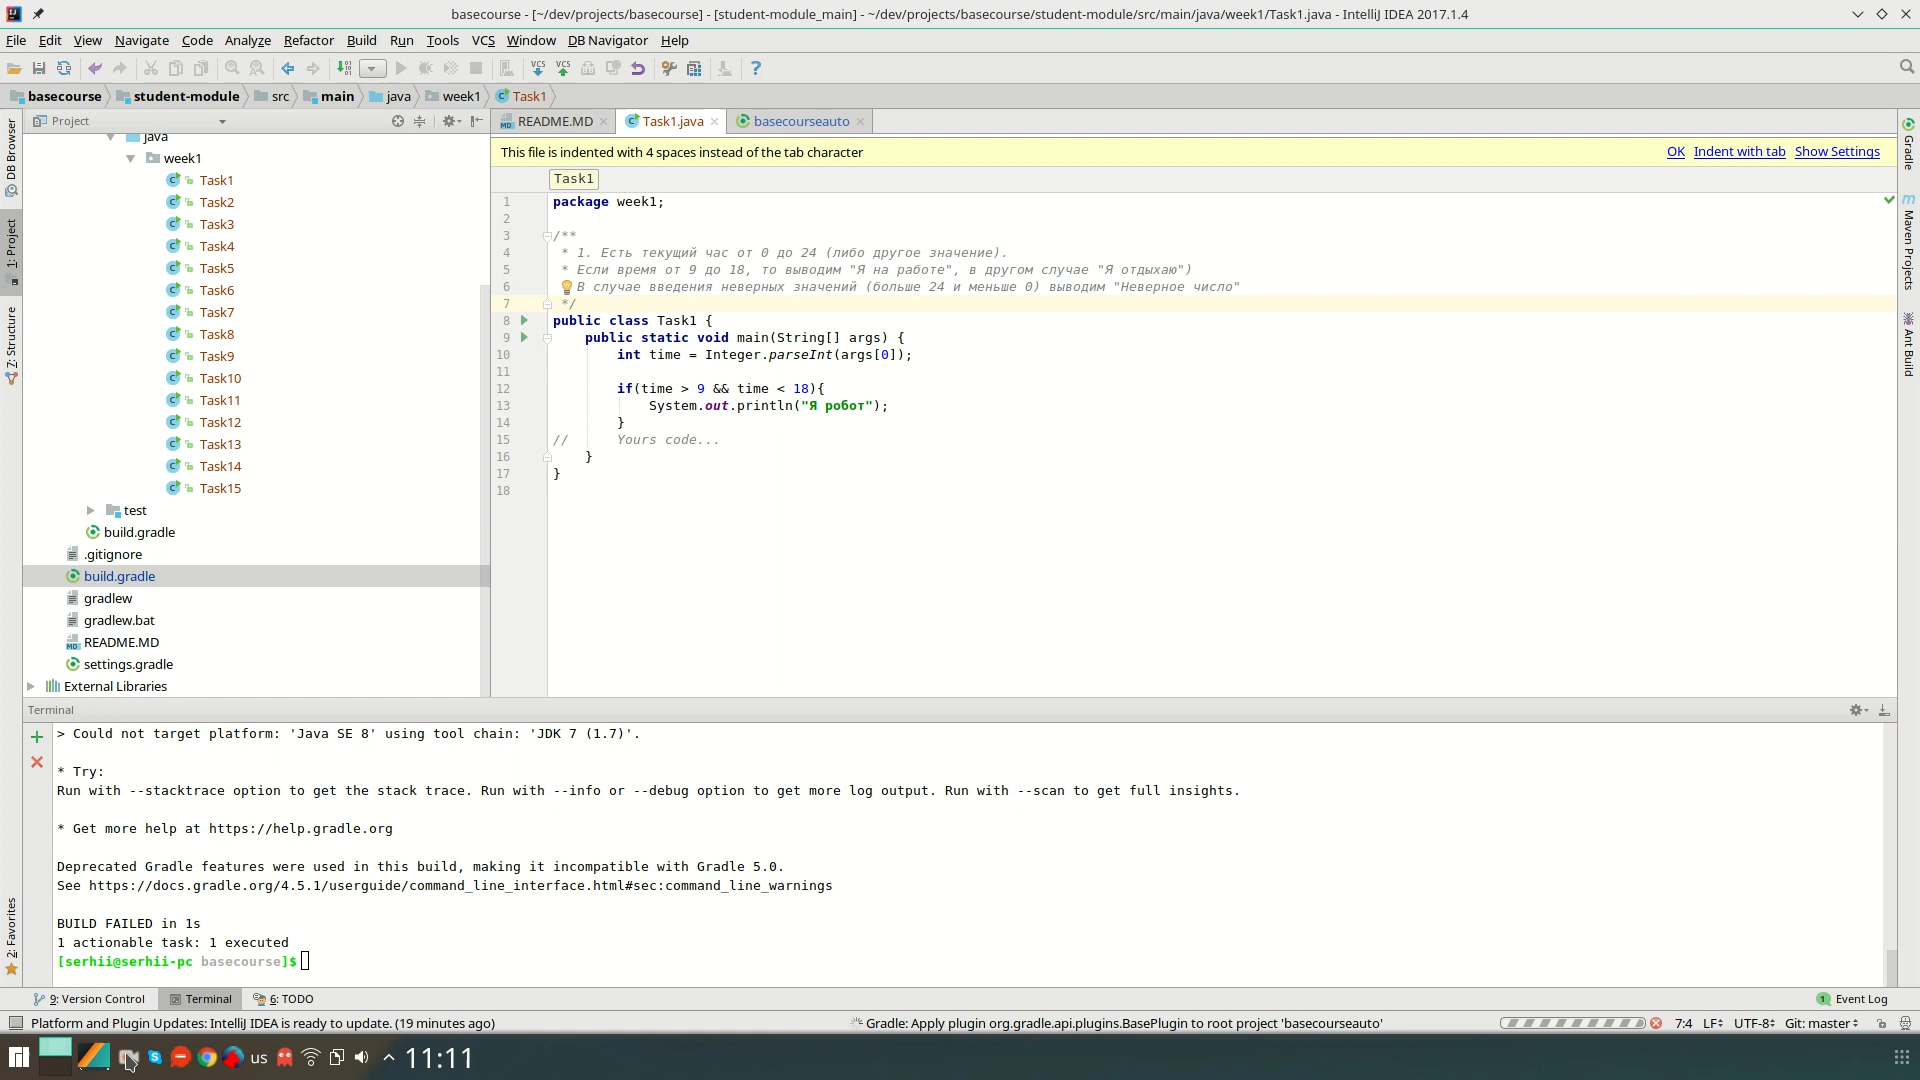 basecourse - [~/dev/projects/basecourse] - [student-module_main] - ~/dev/projects/basecourse/student-module/src/main/java/week1/Task1.java - IntelliJ IDEA 2017.1.4
File Edit View Navigate Code Analyze Refactor Build Run Tools VCS Window DB Navigator Help
basecourse student-module src main java week1 Task1
Project
README.MD Task1.java basecourseauto
This file is indented with 4 spaces instead of the tab character OK Indent with tab Show Settings
Task1
DB Browser
1: Project
7: Structure
2: Favorites
java
week1
Task1
Task2
Task3
Task4
Task5
Task6
Task7
Task8
Task9
Task10
Task11
Task12
Task13
Task14
Task15
test
build.gradle
.gitignore
build.gradle
gradlew
gradlew.bat
README.MD
settings.gradle
External Libraries
1 package week1;
2
3 /**
4 * 1. Есть текущий час от 0 до 24 (либо другое значение).
5 * Если время от 9 до 18, то выводим "Я на работе", в другом случае "Я отдыхаю")
6 В случае введения неверных значений (больше 24 и меньше 0) выводим "Неверное число"
7 */
8 public class Task1 {
9 public static void main(String[] args) {
10 int time = Integer.parseInt(args[0]);
11
12 if(time > 9 && time < 18){
13 System.out.println("Я робот");
14 }
15 // Yours code...
16 }
17 }
18
Gradle
Maven Projects
Ant Build
Terminal
> Could not target platform: 'Java SE 8' using tool chain: 'JDK 7 (1.7)'.
* Try:
Run with --stacktrace option to get the stack trace. Run with --info or --debug option to get more log output. Run with --scan to get full insights.
* Get more help at https://help.gradle.org
Deprecated Gradle features were used in this build, making it incompatible with Gradle 5.0.
See https://docs.gradle.org/4.5.1/userguide/command_line_interface.html#sec:command_line_warnings
BUILD FAILED in 1s
1 actionable task: 1 executed
[serhii@serhii-pc basecourse]$
9: Version Control Terminal 6: TODO 1 Event Log
Platform and Plugin Updates: IntelliJ IDEA is ready to update. (19 minutes ago) Gradle: Apply plugin org.gradle.api.plugins.BasePlugin to root project 'basecourseauto' 7:4 LF UTF-8 Git: master
us 11:11